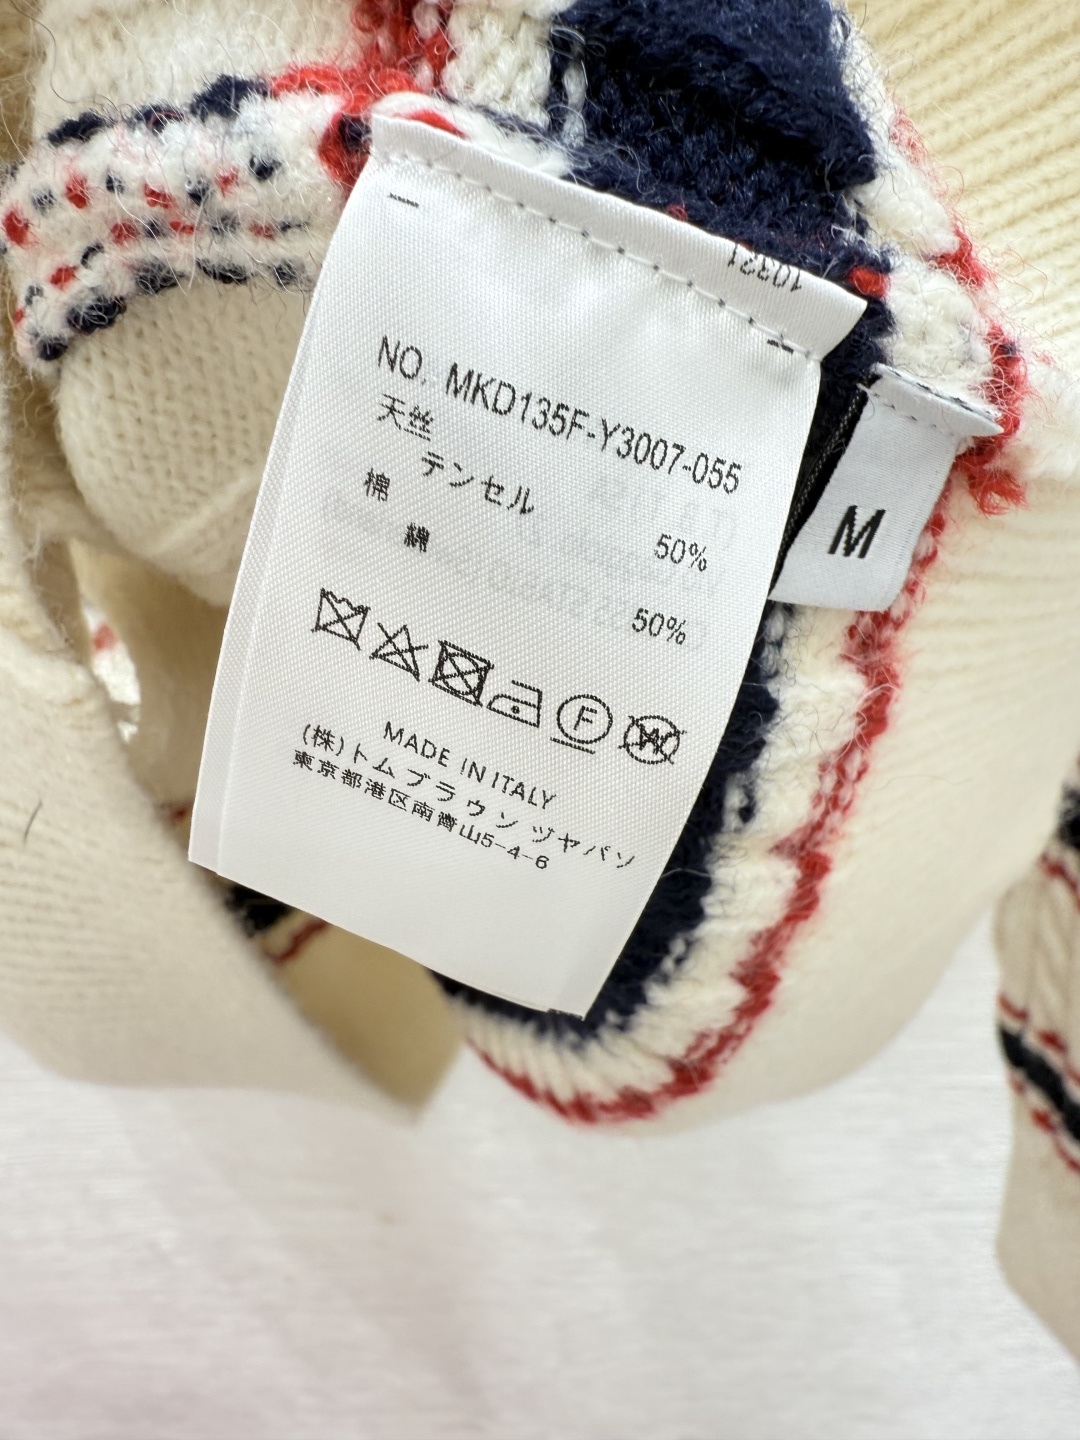 10321
NO. MKD135F-Y3007-055
天丝
テンセル
50%
棉
綿
50%
F
W
MADE IN ITALY
(株)トムブラウン ヅヤパソ
東京都港区南青山5-4-6
M